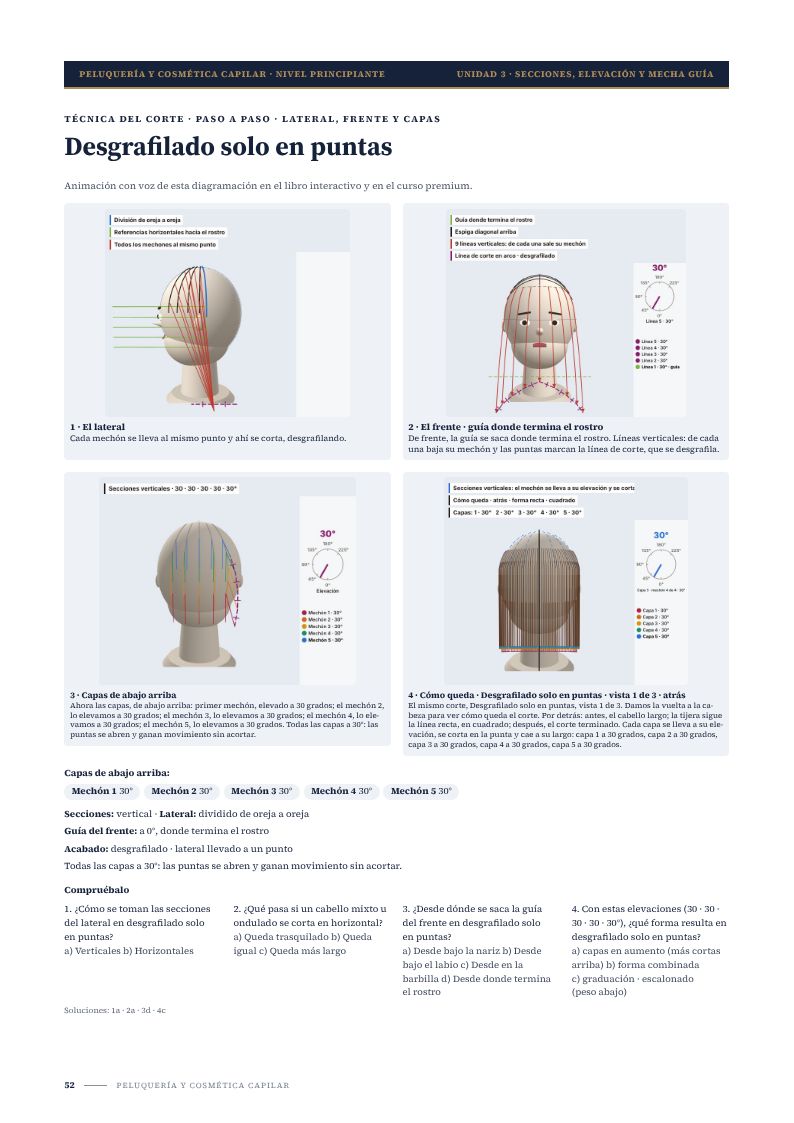 PELUQUERÍA Y COSMÉTICA CAPILAR · NIVEL PRINCIPIANTE
UNIDAD 3 · SECCIONES, ELEVACIÓN Y MECHA GUÍA
TÉCNICA DEL CORTE · PASO A PASO · LATERAL, FRENTE Y CAPAS
Desgrafilado solo en puntas
Animación con voz de esta diagramación en el libro interactivo y en el curso premium.
División de oreja a oreja
Referencias horizontales hacia el rostro
Todos los mechones al mismo punto
1 · El lateral
Cada mechón se lleva al mismo punto y ahí se corta, desgrafilando.
Guía donde termina el rostro
Espiga diagonal arriba
9 líneas verticales: de cada una sale su mechón
Línea de corte en arco · desgrafilado
30°
180°
135°
225°
90°
45°
0°
Línea 5 · 30°
Línea 5 · 30°
Línea 4 · 30°
Línea 3 · 30°
Línea 2 · 30°
Línea 1 · 30° · guía
2 · El frente · guía donde termina el rostro
De frente, la guía se saca donde termina el rostro. Líneas verticales: de cada
una baja su mechón y las puntas marcan la línea de corte, que se desgrafila.
Secciones verticales · 30 · 30 · 30 · 30 · 30°
30°
180°
135°
225°
90°
45°
0°
Elevación
Mechón 1 · 30°
Mechón 2 · 30°
Mechón 3 · 30°
Mechón 4 · 30°
Mechón 5 · 30°
3 · Capas de abajo arriba
Ahora las capas, de abajo arriba: primer mechón, elevado a 30 grados; el mechón 2,
lo elevamos a 30 grados; el mechón 3, lo elevamos a 30 grados; el mechón 4, lo ele-
vamos a 30 grados; el mechón 5, lo elevamos a 30 grados. Todas las capas a 30°: las
puntas se abren y ganan movimiento sin acortar.
Secciones verticales: el mechón se lleva a su elevación y se corta
Cómo queda · atrás · forma recta · cuadrado
Capas: 1 · 30° 2 · 30° 3 · 30° 4 · 30° 5 · 30°
30°
180°
135°
225°
90°
45°
0°
Capa 5 · mechón 4 de 4 · 30°
Capa 1 · 30°
Capa 2 · 30°
Capa 3 · 30°
Capa 4 · 30°
Capa 5 · 30°
4 · Cómo queda · Desgrafilado solo en puntas · vista 1 de 3 · atrás
El mismo corte, Desgrafilado solo en puntas, vista 1 de 3. Damos la vuelta a la ca-
beza para ver cómo queda el corte. Por detrás: antes, el cabello largo; la tijera sigue
la línea recta, en cuadrado; después, el corte terminado. Cada capa se lleva a su ele-
vación, se corta en la punta y cae a su largo: capa 1 a 30 grados, capa 2 a 30 grados,
capa 3 a 30 grados, capa 4 a 30 grados, capa 5 a 30 grados.
Capas de abajo arriba:
Mechón 1 30° Mechón 2 30° Mechón 3 30° Mechón 4 30° Mechón 5 30°
Secciones: vertical · Lateral: dividido de oreja a oreja
Guía del frente: a 0°, donde termina el rostro
Acabado: desgrafilado · lateral llevado a un punto
Todas las capas a 30°: las puntas se abren y ganan movimiento sin acortar.
Compruébalo
1. ¿Cómo se toman las secciones
del lateral en desgrafilado solo
en puntas?
a) Verticales b) Horizontales
2. ¿Qué pasa si un cabello mixto u
ondulado se corta en horizontal?
a) Queda trasquilado b) Queda
igual c) Queda más largo
3. ¿Desde dónde se saca la guía
del frente en desgrafilado solo
en puntas?
a) Desde bajo la nariz b) Desde
bajo el labio c) Desde en la
barbilla d) Desde donde termina
el rostro
4. Con estas elevaciones (30 · 30 ·
30 · 30 · 30°), ¿qué forma resulta en
desgrafilado solo en puntas?
a) capas en aumento (más cortas
arriba) b) forma combinada
c) graduación · escalonado
(peso abajo)
Soluciones: 1a · 2a · 3d · 4c
52 PELUQUERÍA Y COSMÉTICA CAPILAR